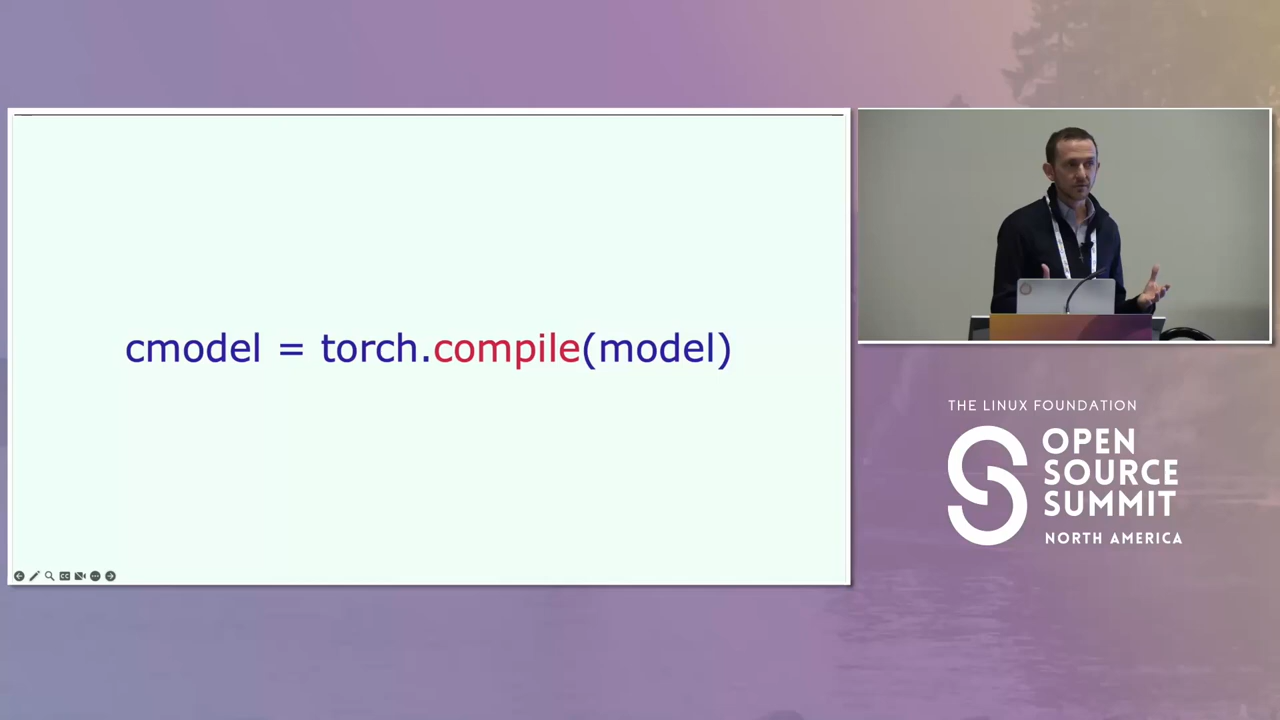 cmodel = torch.compile(model)
THE LINUX FOUNDATION
OPEN
SOURCE
SUMMIT
NORTH AMERICA